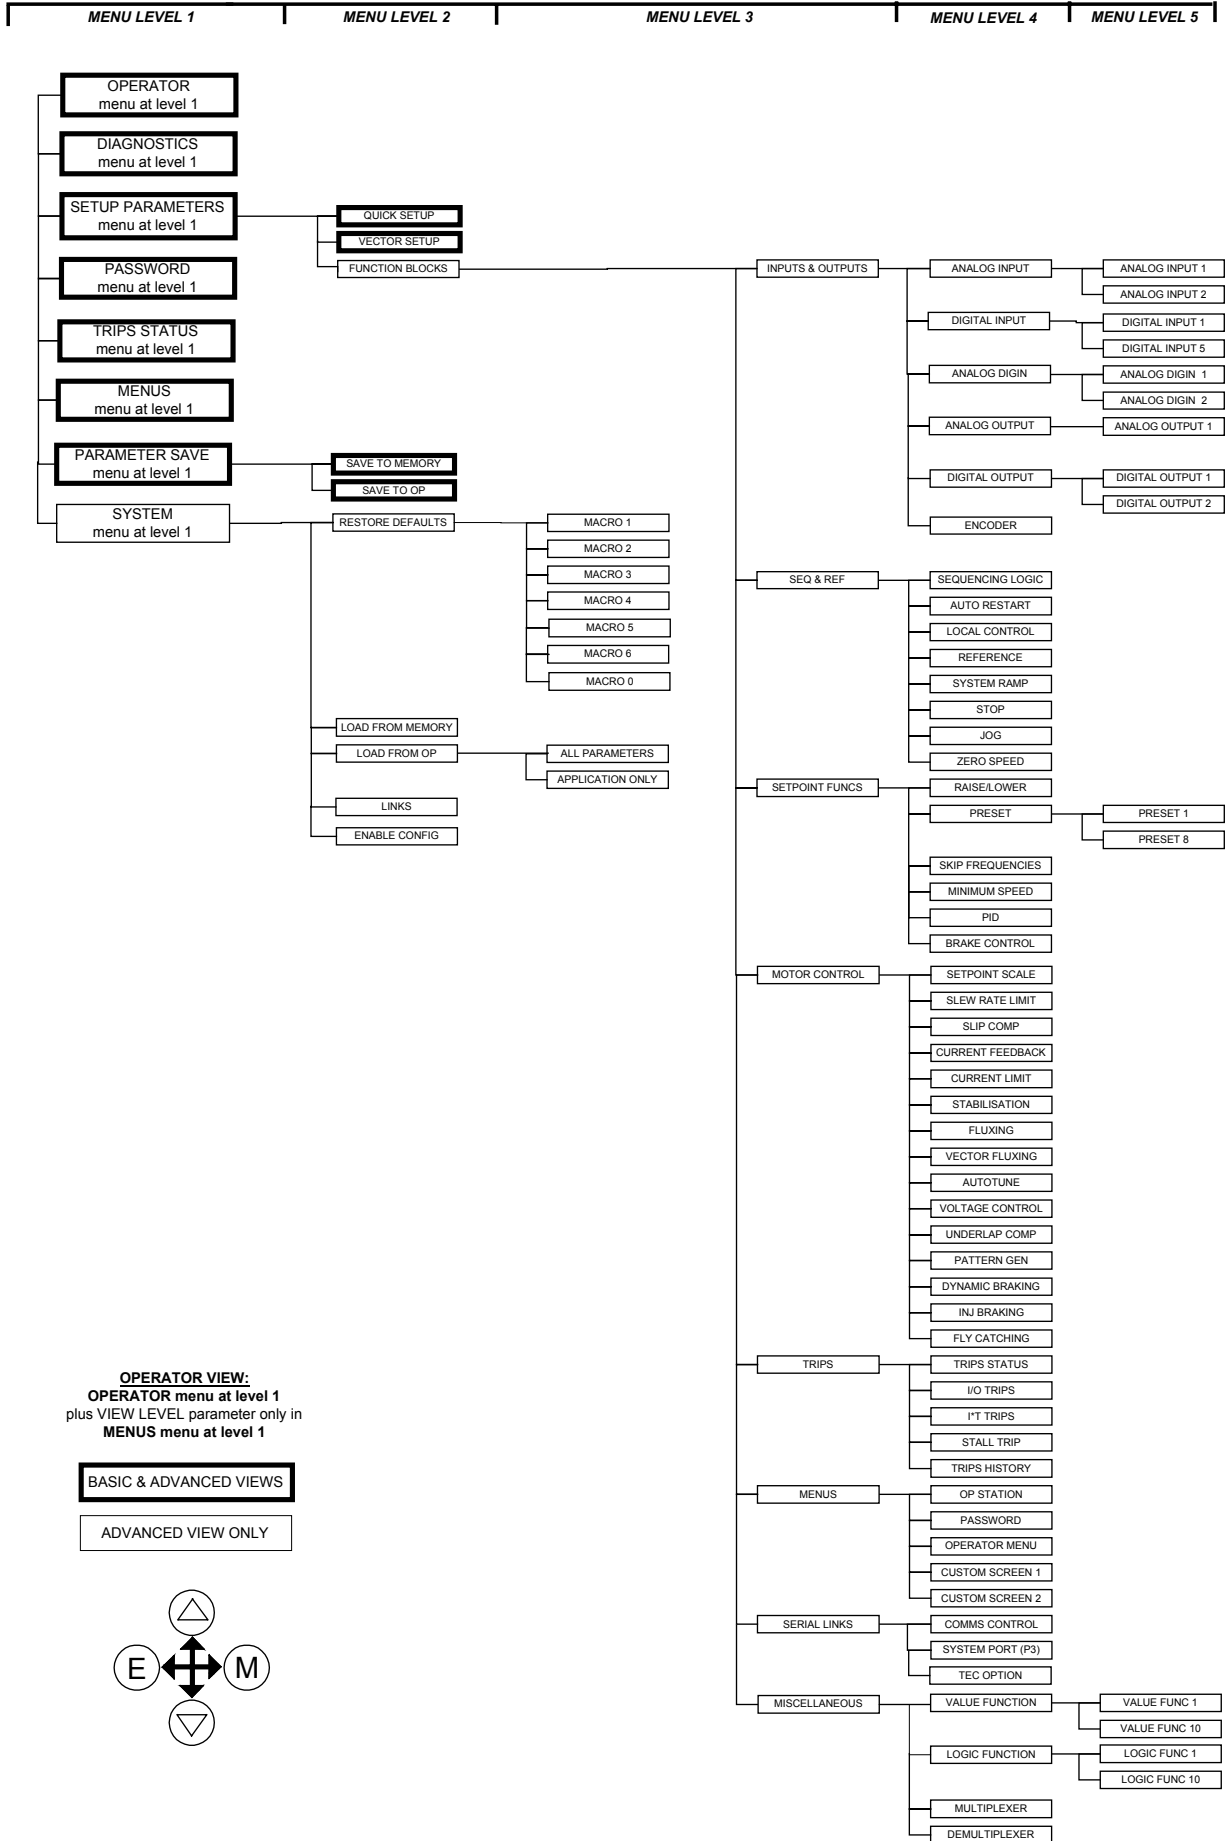 MENU LEVEL 1
MENU LEVEL 2
MENU LEVEL 3
MENU LEVEL 4
MENU LEVEL 5
OPERATOR
menu at level 1
DIAGNOSTICS
menu at level 1
SETUP PARAMETERS
menu at level 1
PASSWORD
menu at level 1
TRIPS STATUS
menu at level 1
MENUS
menu at level 1
PARAMETER SAVE
menu at level 1
SYSTEM
menu at level 1
QUICK SETUP
VECTOR SETUP
FUNCTION BLOCKS
SAVE TO MEMORY
SAVE TO OP
RESTORE DEFAULTS
LOAD FROM MEMORY
LOAD FROM OP
LINKS
ENABLE CONFIG
MACRO 1
MACRO 2
MACRO 3
MACRO 4
MACRO 5
MACRO 6
MACRO 0
ALL PARAMETERS
APPLICATION ONLY
INPUTS & OUTPUTS
ANALOG INPUT
ANALOG INPUT 1
ANALOG INPUT 2
DIGITAL INPUT
DIGITAL INPUT 1
DIGITAL INPUT 5
ANALOG DIGIN
ANALOG DIGIN 1
ANALOG DIGIN 2
ANALOG OUTPUT
ANALOG OUTPUT 1
DIGITAL OUTPUT
DIGITAL OUTPUT 1
DIGITAL OUTPUT 2
ENCODER
SEQ & REF
SEQUENCING LOGIC
AUTO RESTART
LOCAL CONTROL
REFERENCE
SYSTEM RAMP
STOP
JOG
ZERO SPEED
SETPOINT FUNCS
RAISE/LOWER
PRESET
PRESET 1
PRESET 8
SKIP FREQUENCIES
MINIMUM SPEED
PID
BRAKE CONTROL
MOTOR CONTROL
SETPOINT SCALE
SLEW RATE LIMIT
SLIP COMP
CURRENT FEEDBACK
CURRENT LIMIT
STABILISATION
FLUXING
VECTOR FLUXING
AUTOTUNE
VOLTAGE CONTROL
UNDERLAP COMP
PATTERN GEN
DYNAMIC BRAKING
INJ BRAKING
FLY CATCHING
TRIPS
TRIPS STATUS
I/O TRIPS
I*T TRIPS
STALL TRIP
TRIPS HISTORY
MENUS
OP STATION
PASSWORD
OPERATOR MENU
CUSTOM SCREEN 1
CUSTOM SCREEN 2
SERIAL LINKS
COMMS CONTROL
SYSTEM PORT (P3)
TEC OPTION
MISCELLANEOUS
VALUE FUNCTION
VALUE FUNC 1
VALUE FUNC 10
LOGIC FUNCTION
LOGIC FUNC 1
LOGIC FUNC 10
MULTIPLEXER
DEMULTIPLEXER
OPERATOR VIEW:
OPERATOR menu at level 1
plus VIEW LEVEL parameter only in
MENUS menu at level 1
BASIC & ADVANCED VIEWS
ADVANCED VIEW ONLY
E
M